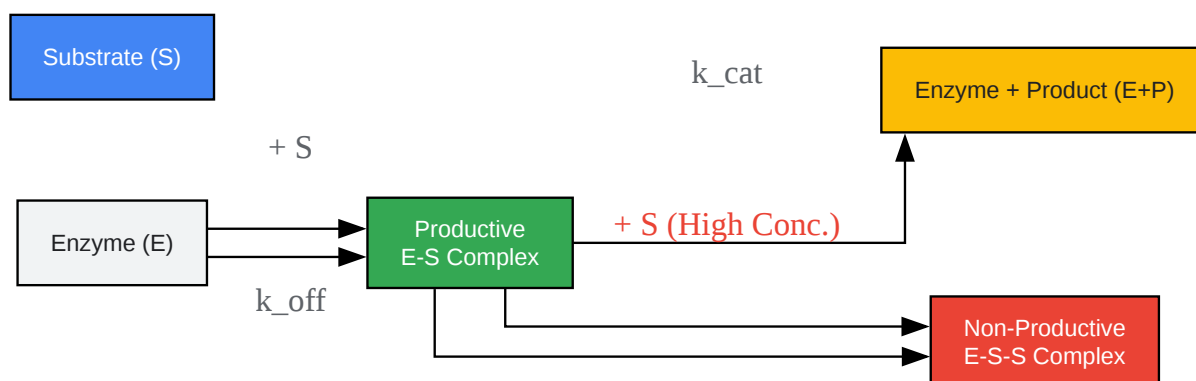 Substrate (S)
k_cat
Enzyme + Product (E+P)
+ S
Enzyme (E)
Productive
E-S Complex
+ S (High Conc.)
k_off
Non-Productive
E-S-S Complex